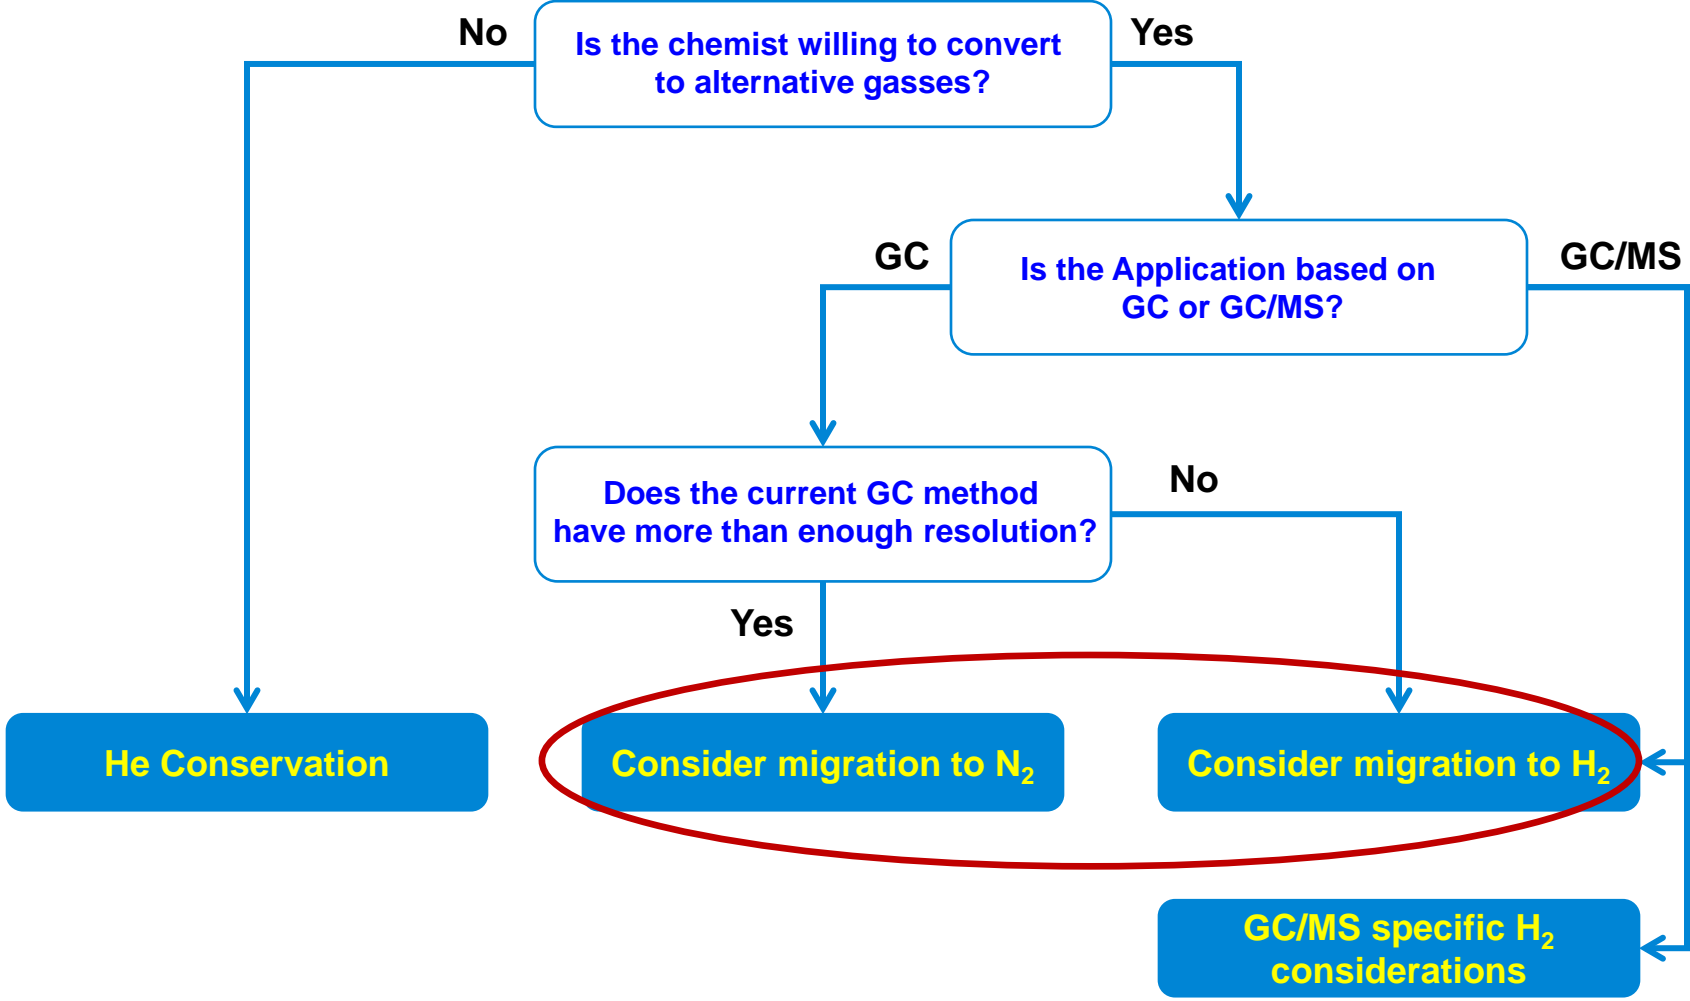 No
Is the chemist willing to convert
to alternative gasses?
Yes
GC
Is the Application based on
GC or GC/MS?
GC/MS
Does the current GC method
have more than enough resolution?
No
Yes
He Conservation
Consider migration to N₂
Consider migration to H₂
GC/MS specific H₂
considerations